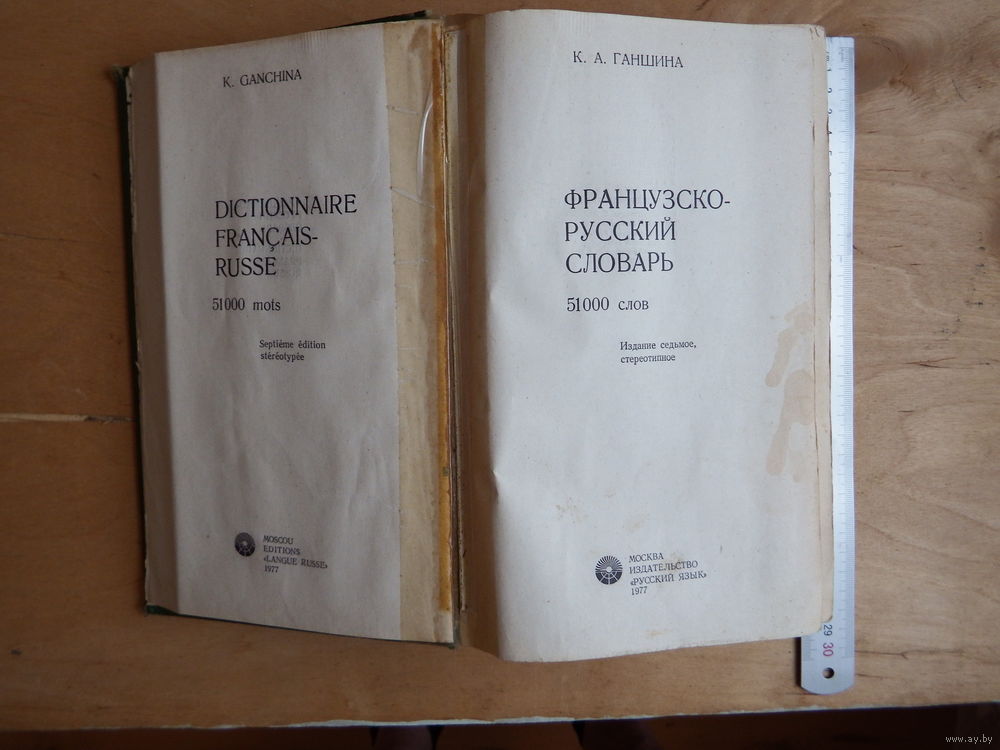 K. GANCHINA
DICTIONNAIRE
FRANÇAIS-
RUSSE
51000 mots
Septiéme édition
stéréotypée
MOSCOU
EDITIONS
«LANGUE RUSSE»
1977
К. А. ГАНШИНА
ФРАНЦУЗСКО-
РУССКИЙ
СЛОВАРЬ
51000 слов
Издание седьмое,
стереотипное
МОСКВА
ИЗДАТЕЛЬСТВО
«РУССКИЙ ЯЗЫК»
1977
29 30
www.ay.by